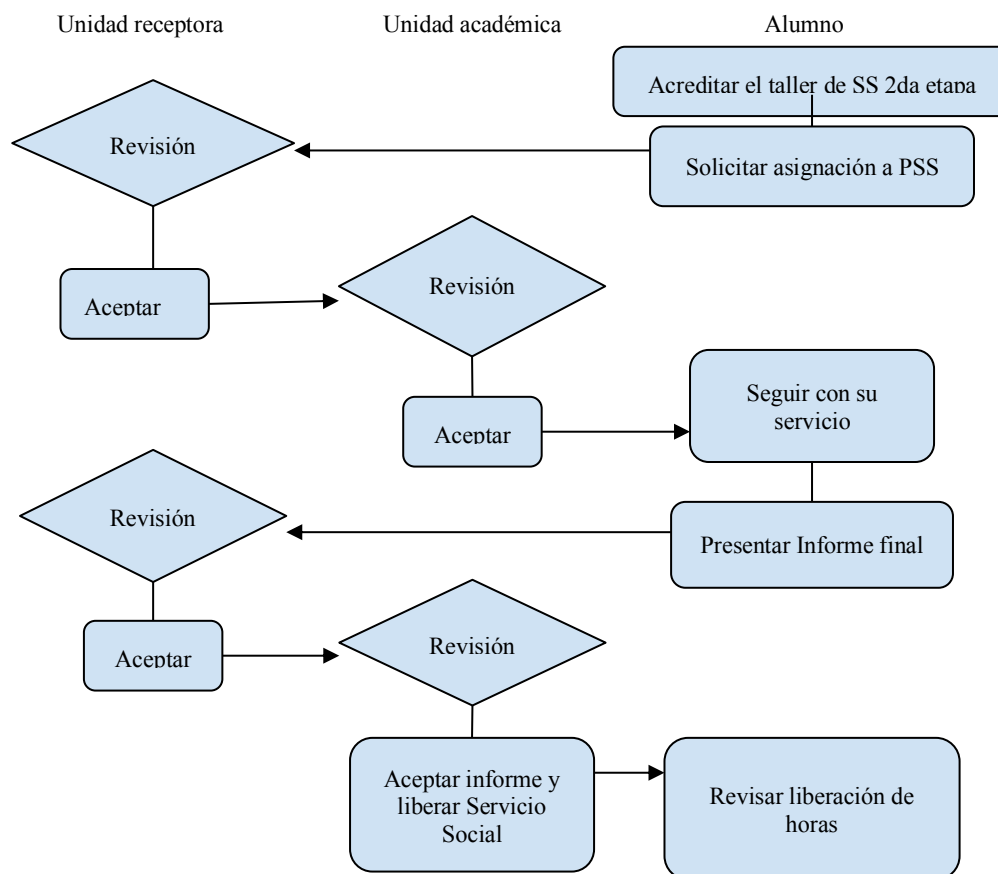 Unidad receptora
Unidad académica
Alumno
Acreditar el taller de SS 2da etapa
Revisión
Solicitar asignación a PSS
Aceptar
Revisión
Seguir con su
servicio
Aceptar
Revisión
Presentar Informe final
Aceptar
Revisión
Aceptar informe y
liberar Servicio
Social
Revisar liberación de
horas